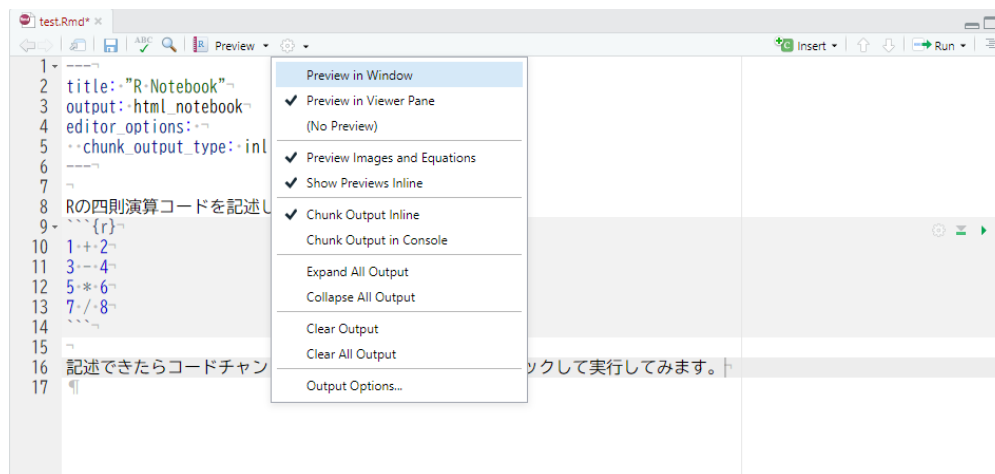 test.Rmd*
ABC
Preview
Insert
Run
1 ---
2 title: "R Notebook"
3 output: html_notebook
4 editor_options:
5 chunk_output_type: inl
6 ---
7
8 Rの四則演算コードを記述し
9 ```{r}
10 1 + 2
11 3 - 4
12 5 * 6
13 7 / 8
14 ```
15
16 記述できたらコードチャン
ックして実行してみます。
17
Preview in Window
Preview in Viewer Pane
(No Preview)
Preview Images and Equations
Show Previews Inline
Chunk Output Inline
Chunk Output in Console
Expand All Output
Collapse All Output
Clear Output
Clear All Output
Output Options...